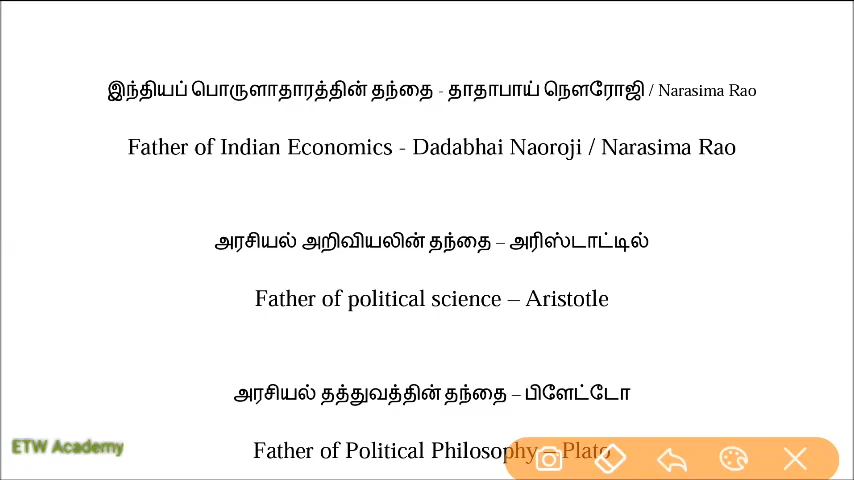 இந்தியப் பொருளாதாரத்தின் தந்தை - தாதாபாய் நௌரோஜி / Narasima Rao
Father of Indian Economics - Dadabhai Naoroji / Narasima Rao
அரசியல் அறிவியலின் தந்தை – அரிஸ்டாட்டில்
Father of political science – Aristotle
அரசியல் தத்துவத்தின் தந்தை – பிளேட்டோ
Father of Political Philosophy – Plato
ETW Academy